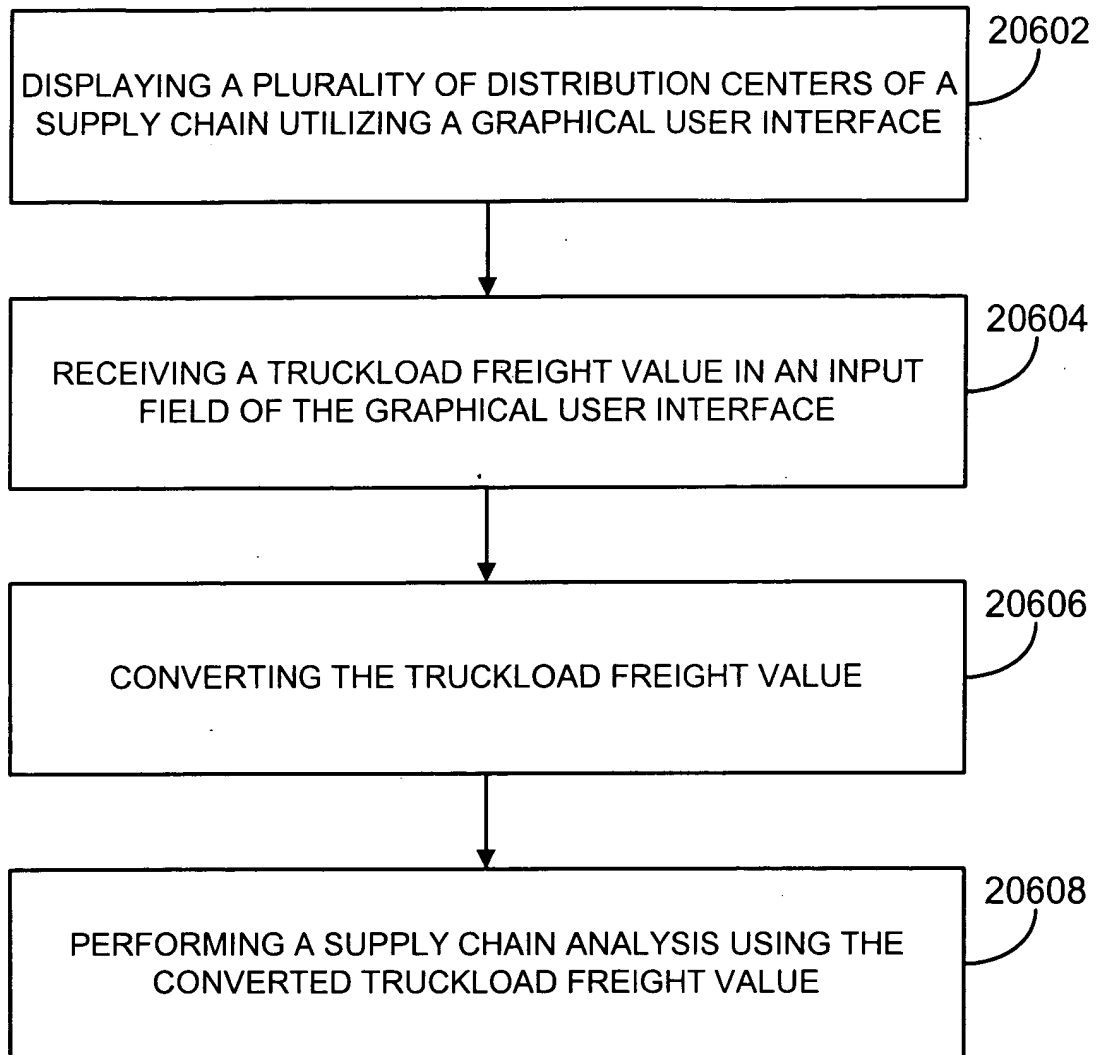 20602
DISPLAYING A PLURALITY OF DISTRIBUTION CENTERS OF A
SUPPLY CHAIN UTILIZING A GRAPHICAL USER INTERFACE
20604
RECEIVING A TRUCKLOAD FREIGHT VALUE IN AN INPUT
FIELD OF THE GRAPHICAL USER INTERFACE
20606
CONVERTING THE TRUCKLOAD FREIGHT VALUE
20608
PERFORMING A SUPPLY CHAIN ANALYSIS USING THE
CONVERTED TRUCKLOAD FREIGHT VALUE